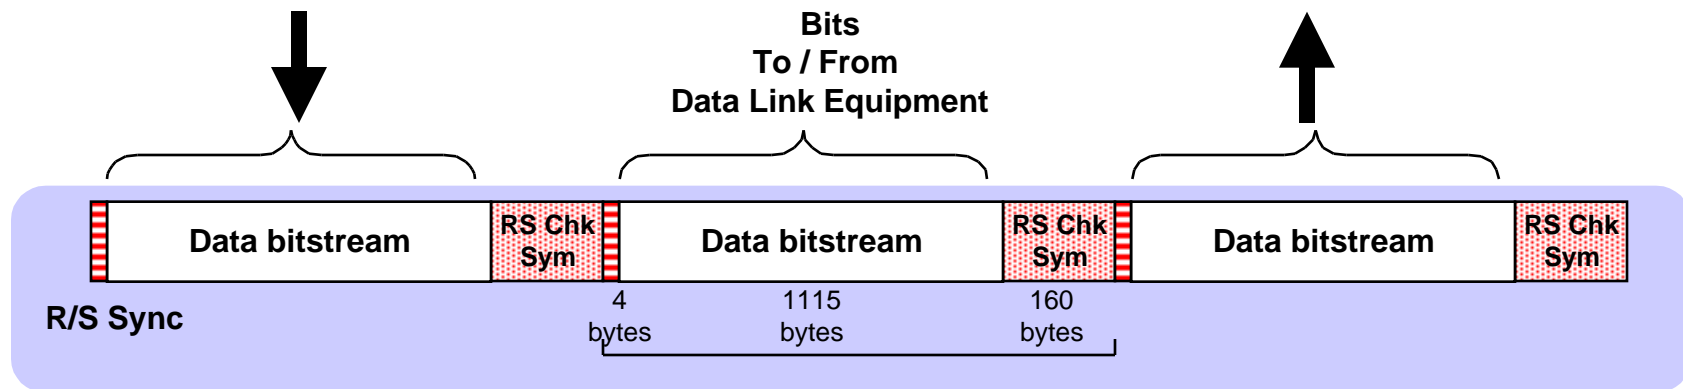 Bits
To / From
Data Link Equipment
Data bitstream
RS Chk
Sym
Data bitstream
RS Chk
Sym
Data bitstream
RS Chk
Sym
R/S Sync
4
bytes
1115
bytes
160
bytes